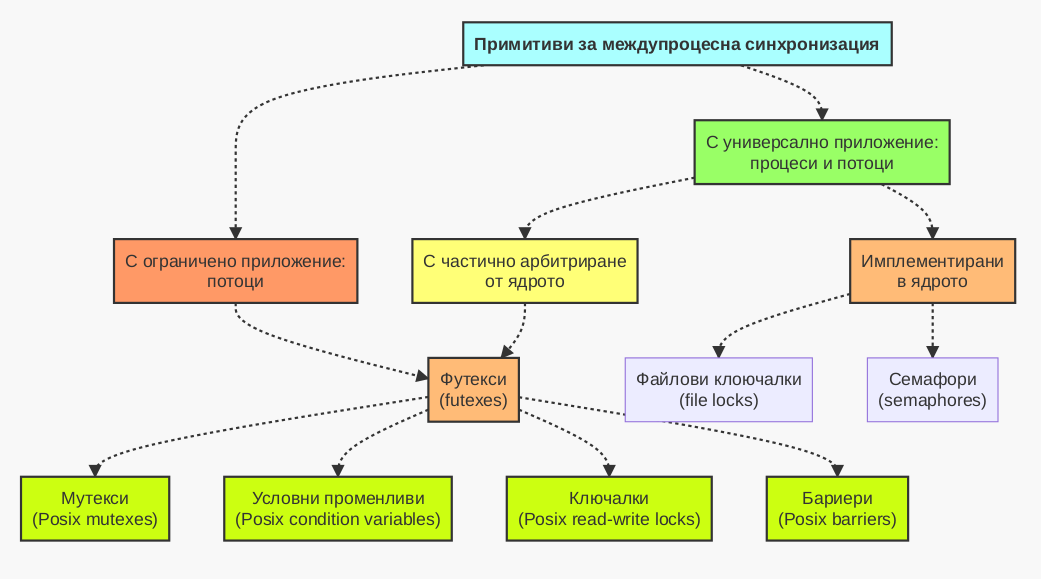 Примитиви за междупроцесна синхронизация
С универсално приложение:
процеси и потоци
С ограничено приложение:
потоци
С частично арбитриране
от ядрото
Имплементирани
в ядрото
Футекси
(futexes)
Файлови клоючалки
(file locks)
Семафори
(semaphores)
Мутекси
(Posix mutexes)
Условни променливи
(Posix condition variables)
Ключалки
(Posix read-write locks)
Бариери
(Posix barriers)